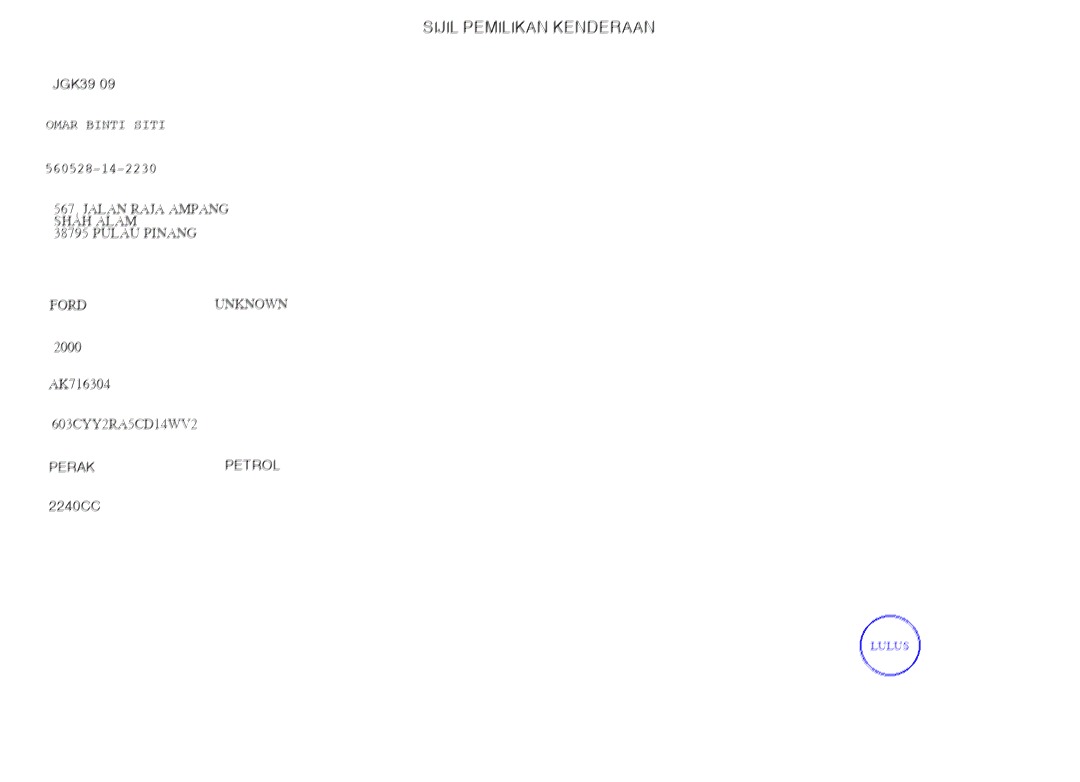 SIJIL PEMILIKAN KENDERAAN
JGK39 09
OMAR BINTI SITI
560528-14-2230
567, JALAN RAJA AMPANG
SHAH ALAM
38795 PULAU PINANG
FORD UNKNOWN
2000
AK716304
603CYY2RA5CD14WV2
PERAK PETROL
2240CC
LULUS